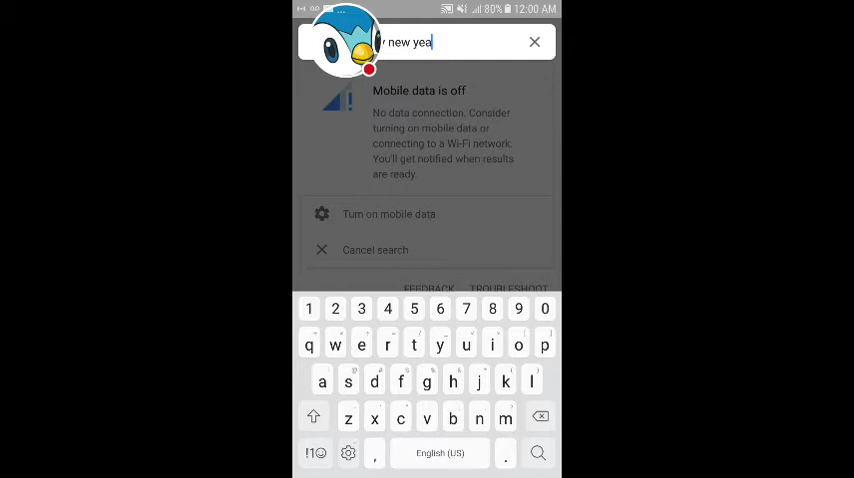 ... 80% 12:00 AM
y new yea
Mobile data is off
No data connection. Consider
turning on mobile data or
connecting to a Wi-Fi network.
You'll get notified when results
are ready.
Turn on mobile data
Cancel search
FEEDBACK TROUBLESHOOT
1 2 3 4 5 6 7 8 9 0
q w e r t y u i o p
a s d f g h j k l
z x c v b n m
!1☺ , English (US) .